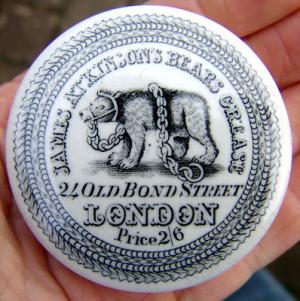 JAMES ATKINSON'S BEARS GREASE
24 OLD BOND STREET
LONDON
Price 2/6